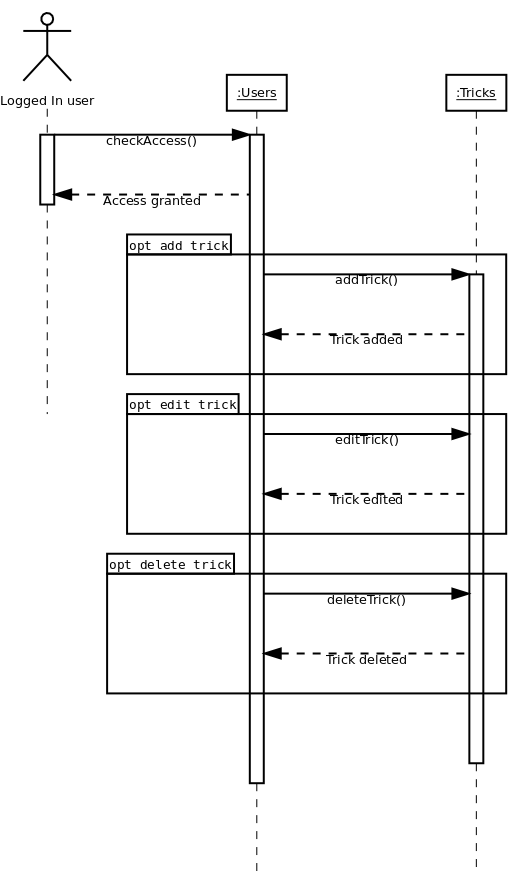 Logged In user
:Users
:Tricks
checkAccess()
Access granted
opt add trick
addTrick()
Trick added
opt edit trick
editTrick()
Trick edited
opt delete trick
deleteTrick()
Trick deleted